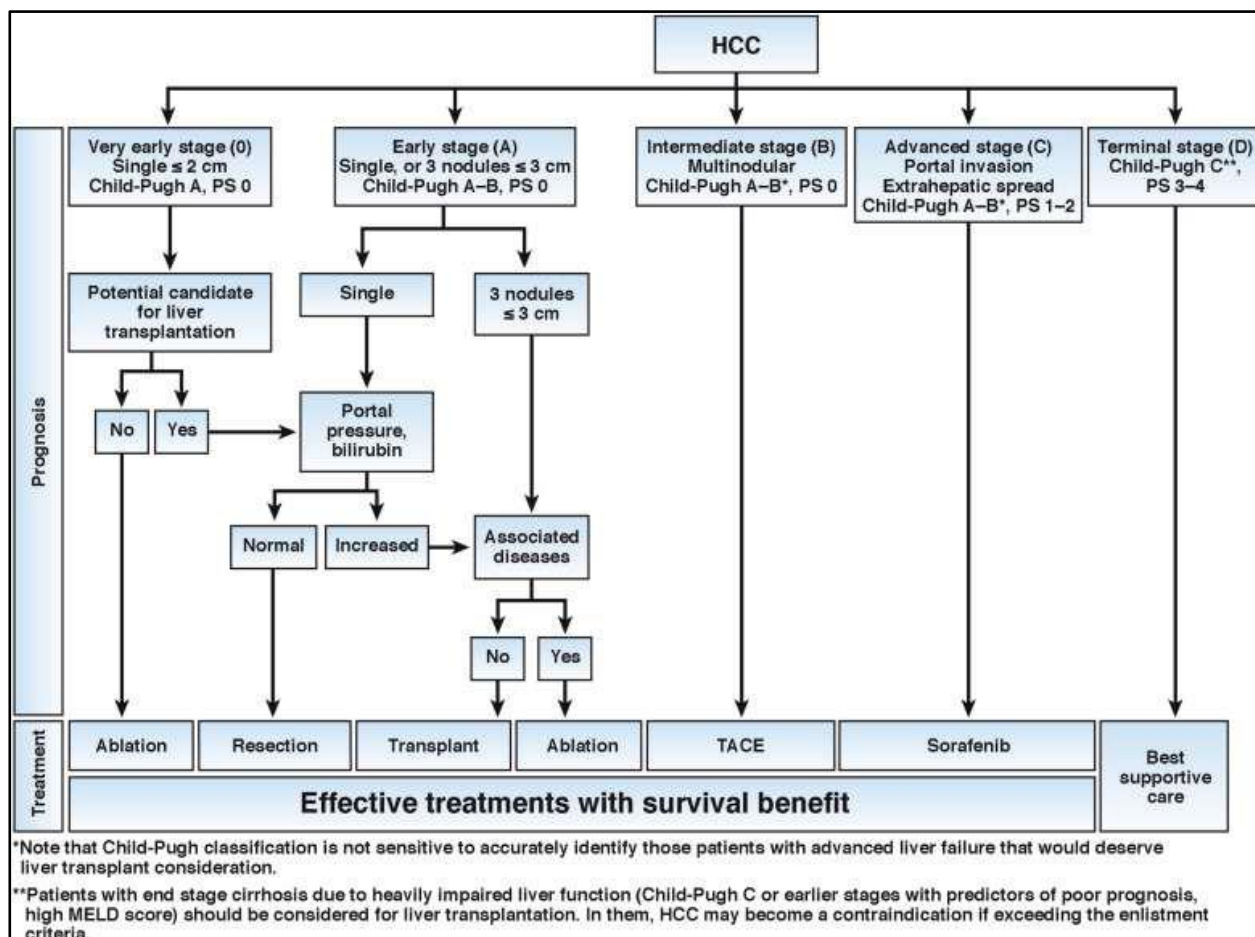 HCC
Prognosis
Very early stage (0)
Single ≤ 2 cm
Child-Pugh A, PS 0
Early stage (A)
Single, or 3 nodules ≤ 3 cm
Child-Pugh A–B, PS 0
Intermediate stage (B)
Multinodular
Child-Pugh A–B*, PS 0
Advanced stage (C)
Portal invasion
Extrahepatic spread
Child-Pugh A–B*, PS 1–2
Terminal stage (D)
Child-Pugh C**,
PS 3–4
Potential candidate
for liver
transplantation
Single
3 nodules
≤ 3 cm
No
Yes
Portal
pressure,
bilirubin
Normal
Increased
Associated
diseases
No
Yes
Treatment
Ablation
Resection
Transplant
Ablation
TACE
Sorafenib
Best
supportive
care
Effective treatments with survival benefit
*Note that Child-Pugh classification is not sensitive to accurately identify those patients with advanced liver failure that would deserve
liver transplant consideration.
**Patients with end stage cirrhosis due to heavily impaired liver function (Child-Pugh C or earlier stages with predictors of poor prognosis,
high MELD score) should be considered for liver transplantation. In them, HCC may become a contraindication if exceeding the enlistment
criteria.